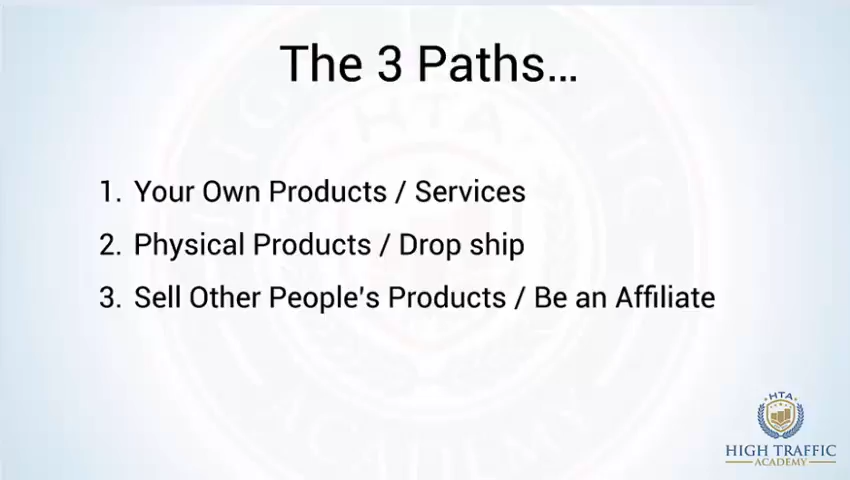 The 3 Paths...
1. Your Own Products / Services
2. Physical Products / Drop ship
3. Sell Other People's Products / Be an Affiliate
HTA
HIGH TRAFFIC
ACADEMY